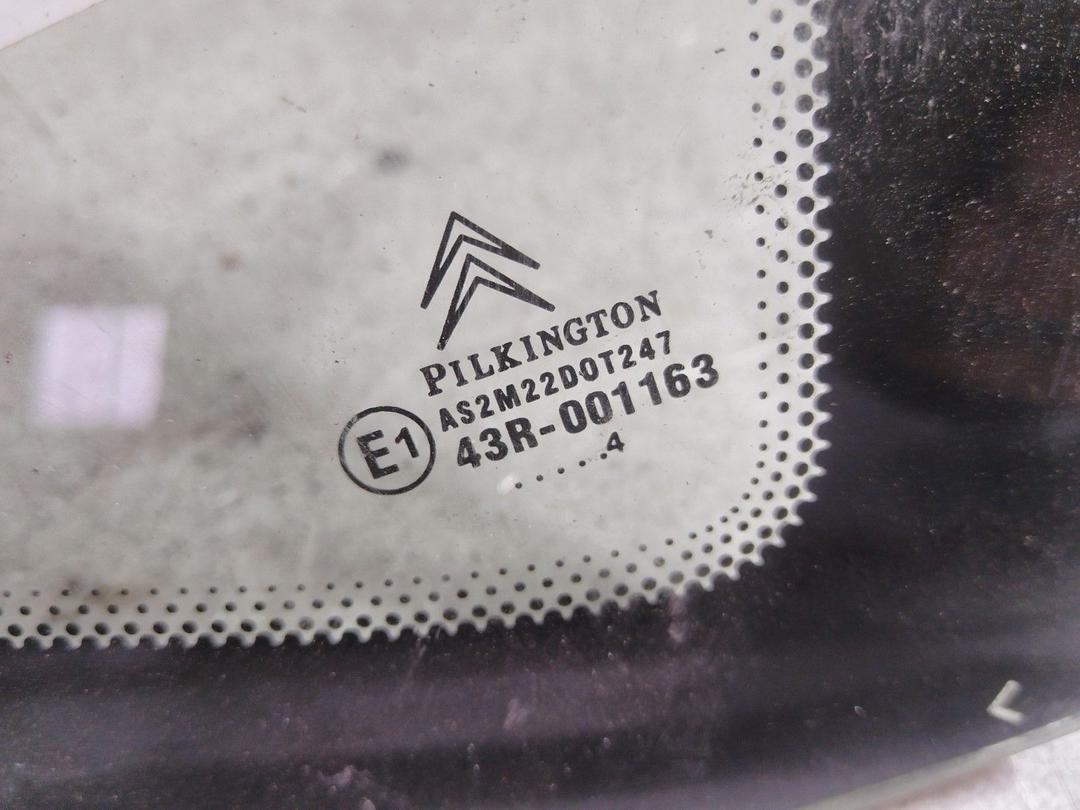 PILKINGTON
AS2M22DOT247
E1
43R-001163
.....4
L